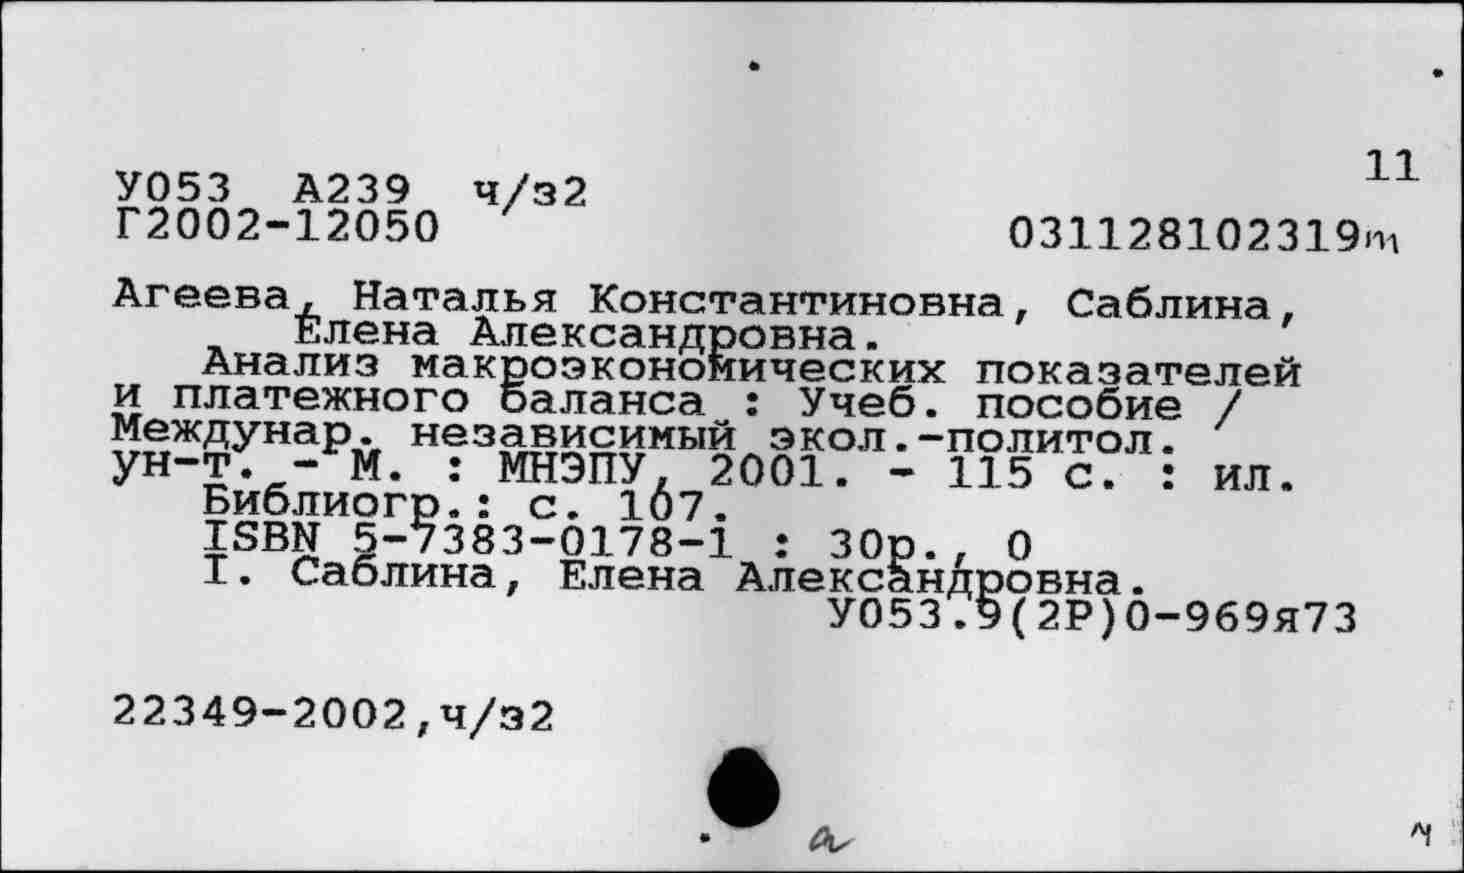 11
У053 А239 ч/з2
Г2002-12050
031128102319m
Агеева, Наталья Константиновна, Саблина,
Елена Александровна.
Анализ макроэкономических показателей
и платежного баланса : Учеб. пособие /
Междунар. независимый экол.-политол.
ун-т. - М. : МНЭПУ, 2001. - 115 с. : ил.
Библиогр.: с. 107.
ISBN 5-7383-0178-1 : 30р., 0
I. Саблина, Елена Александровна.
У053.9(2Р)0-969я73
22349-2002,ч/з2